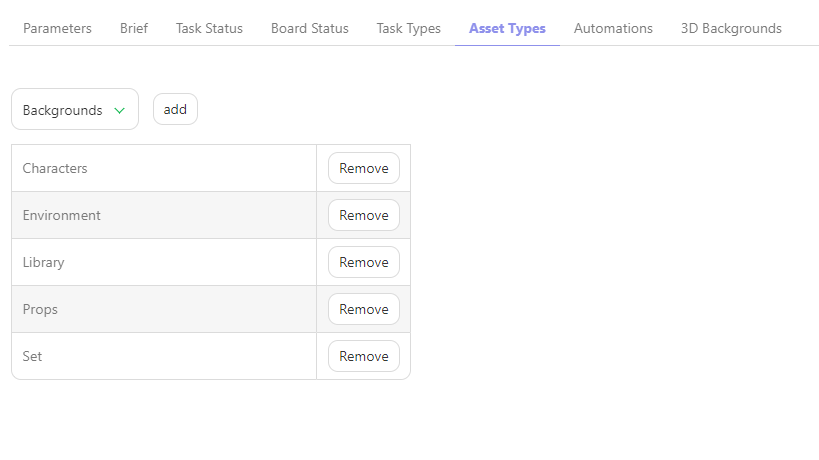 Parameters Brief Task Status Board Status Task Types Asset Types Automations 3D Backgrounds
Backgrounds add
Characters Remove
Environment Remove
Library Remove
Props Remove
Set Remove